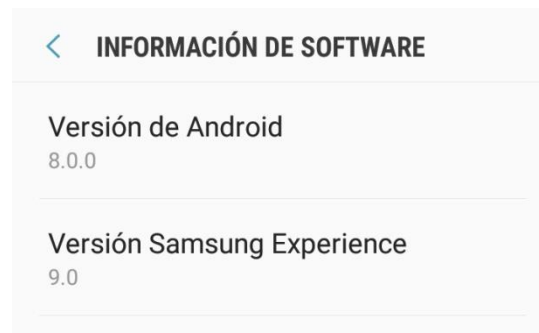 INFORMACIÓN DE SOFTWARE
Versión de Android
8.0.0
Versión Samsung Experience
9.0